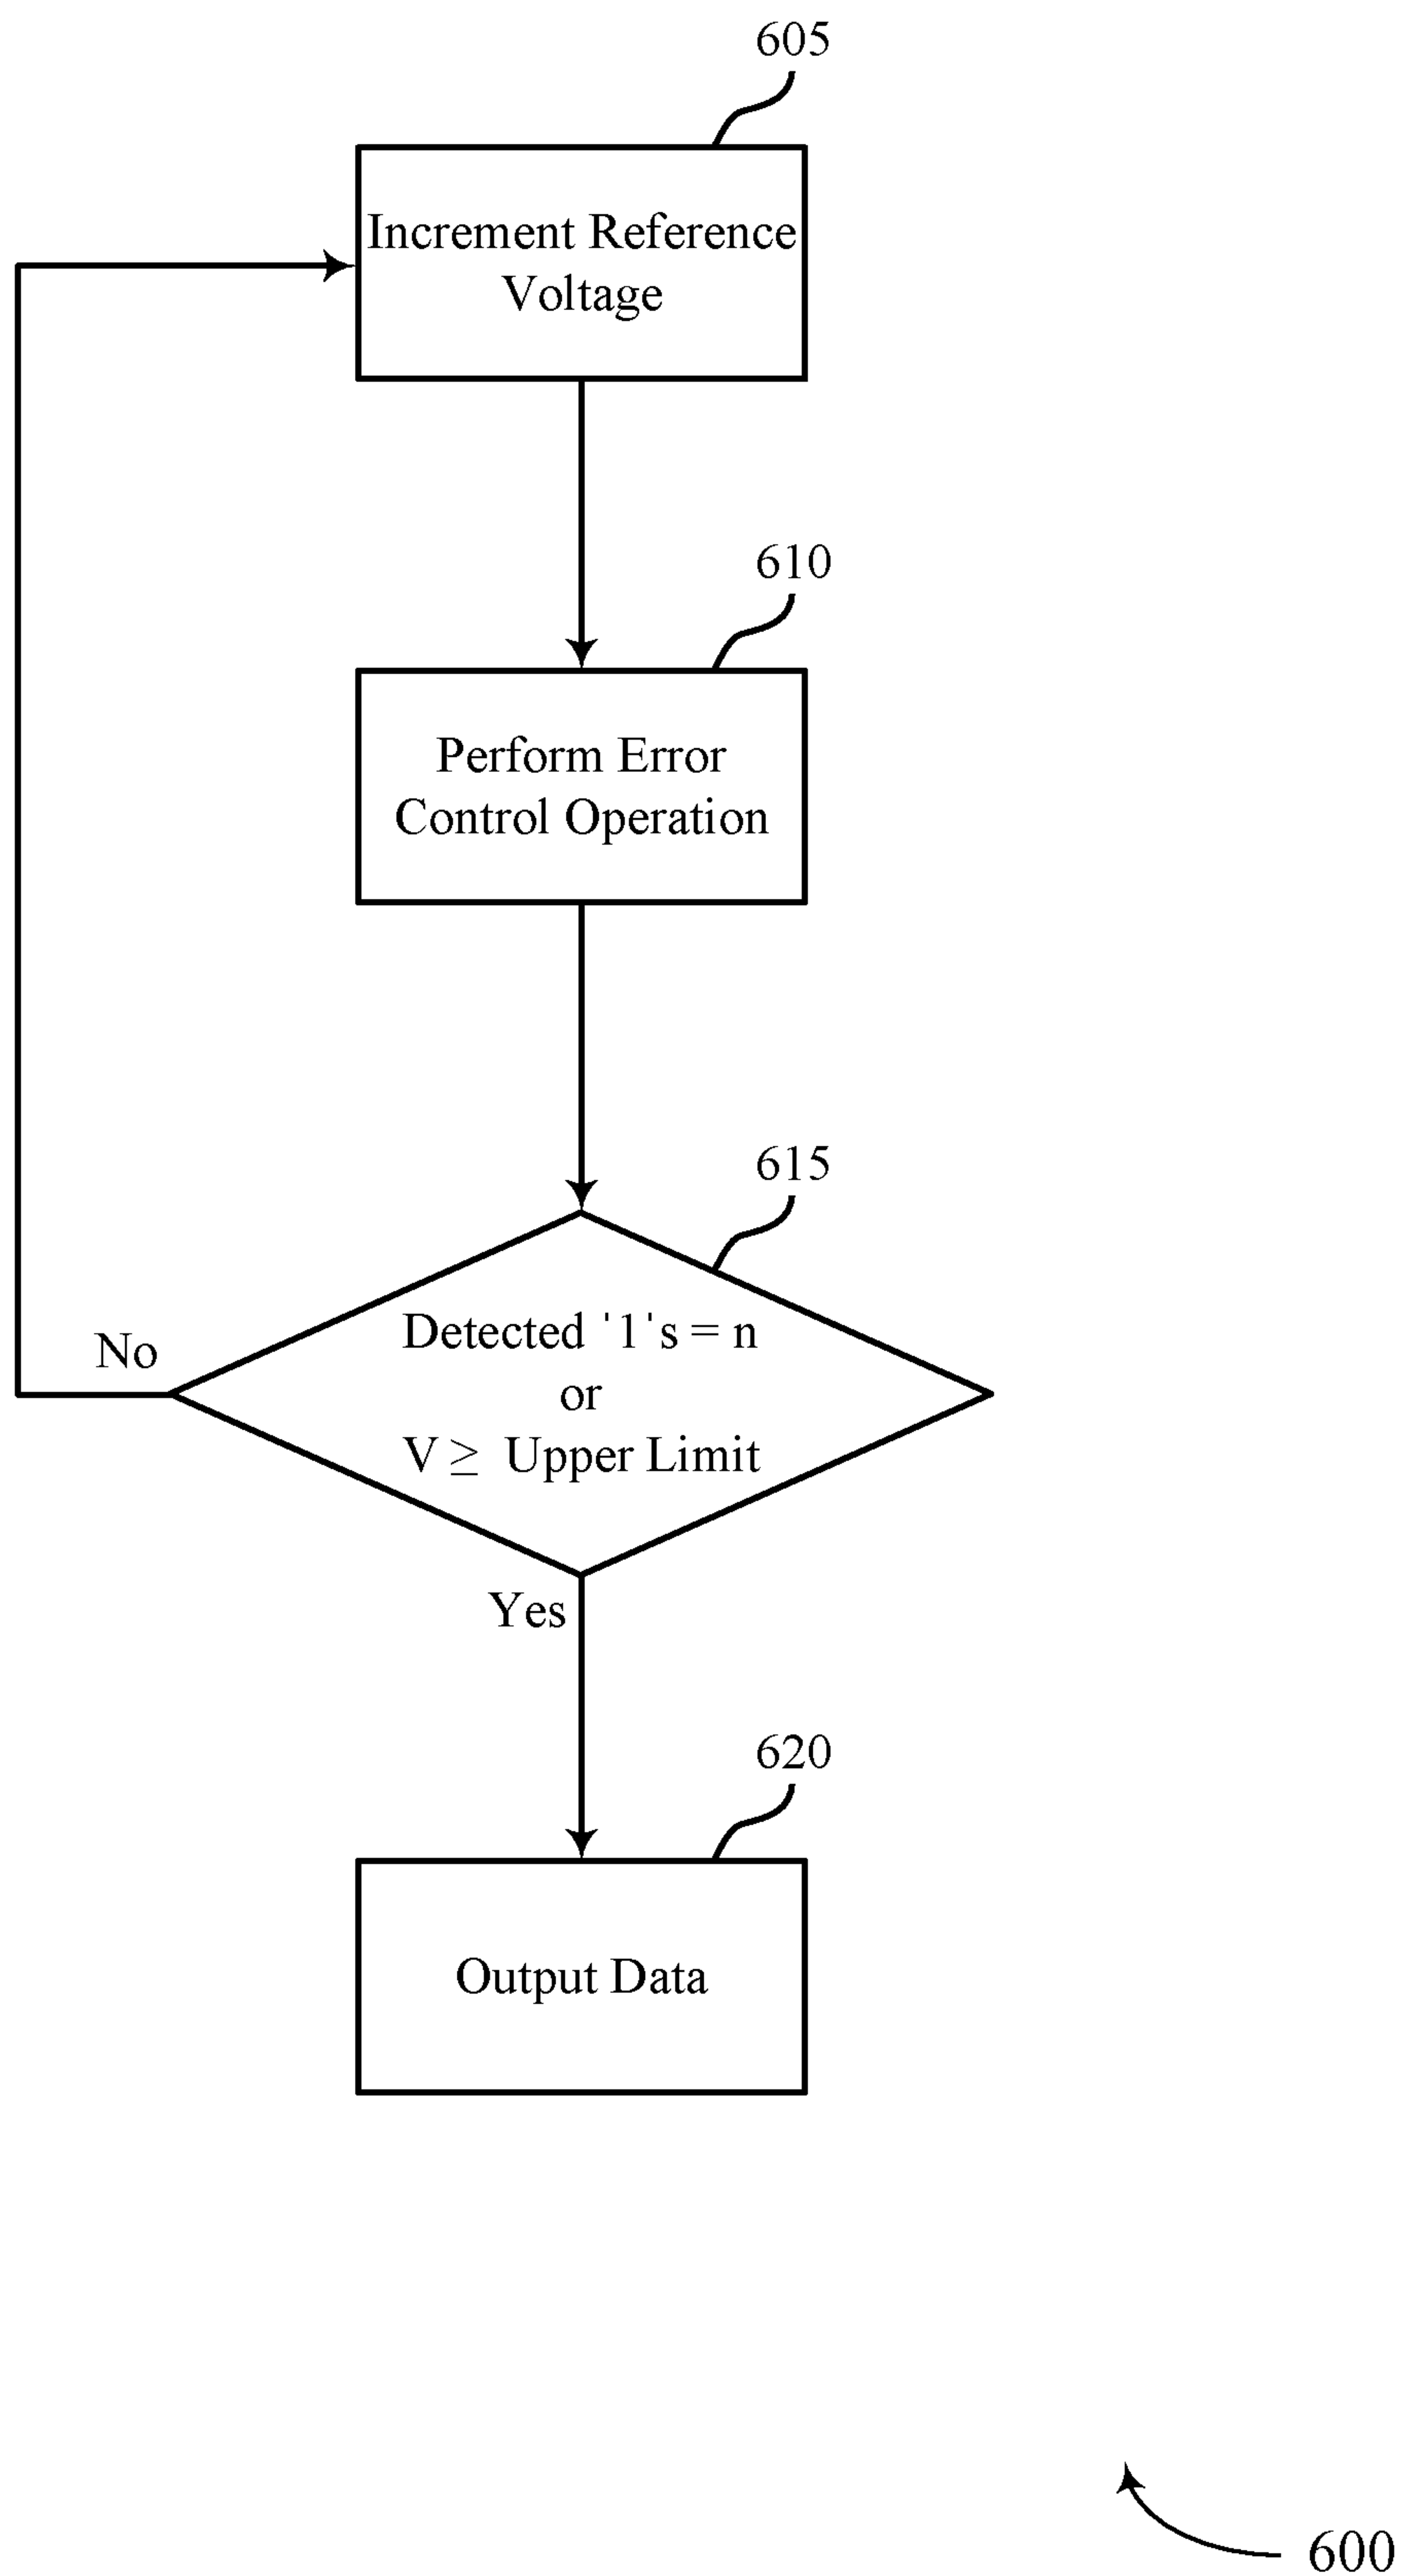 605
Increment Reference
Voltage
610
Perform Error
Control Operation
615
Detected '1's = n
or
V ≥ Upper Limit
No
Yes
620
Output Data
600